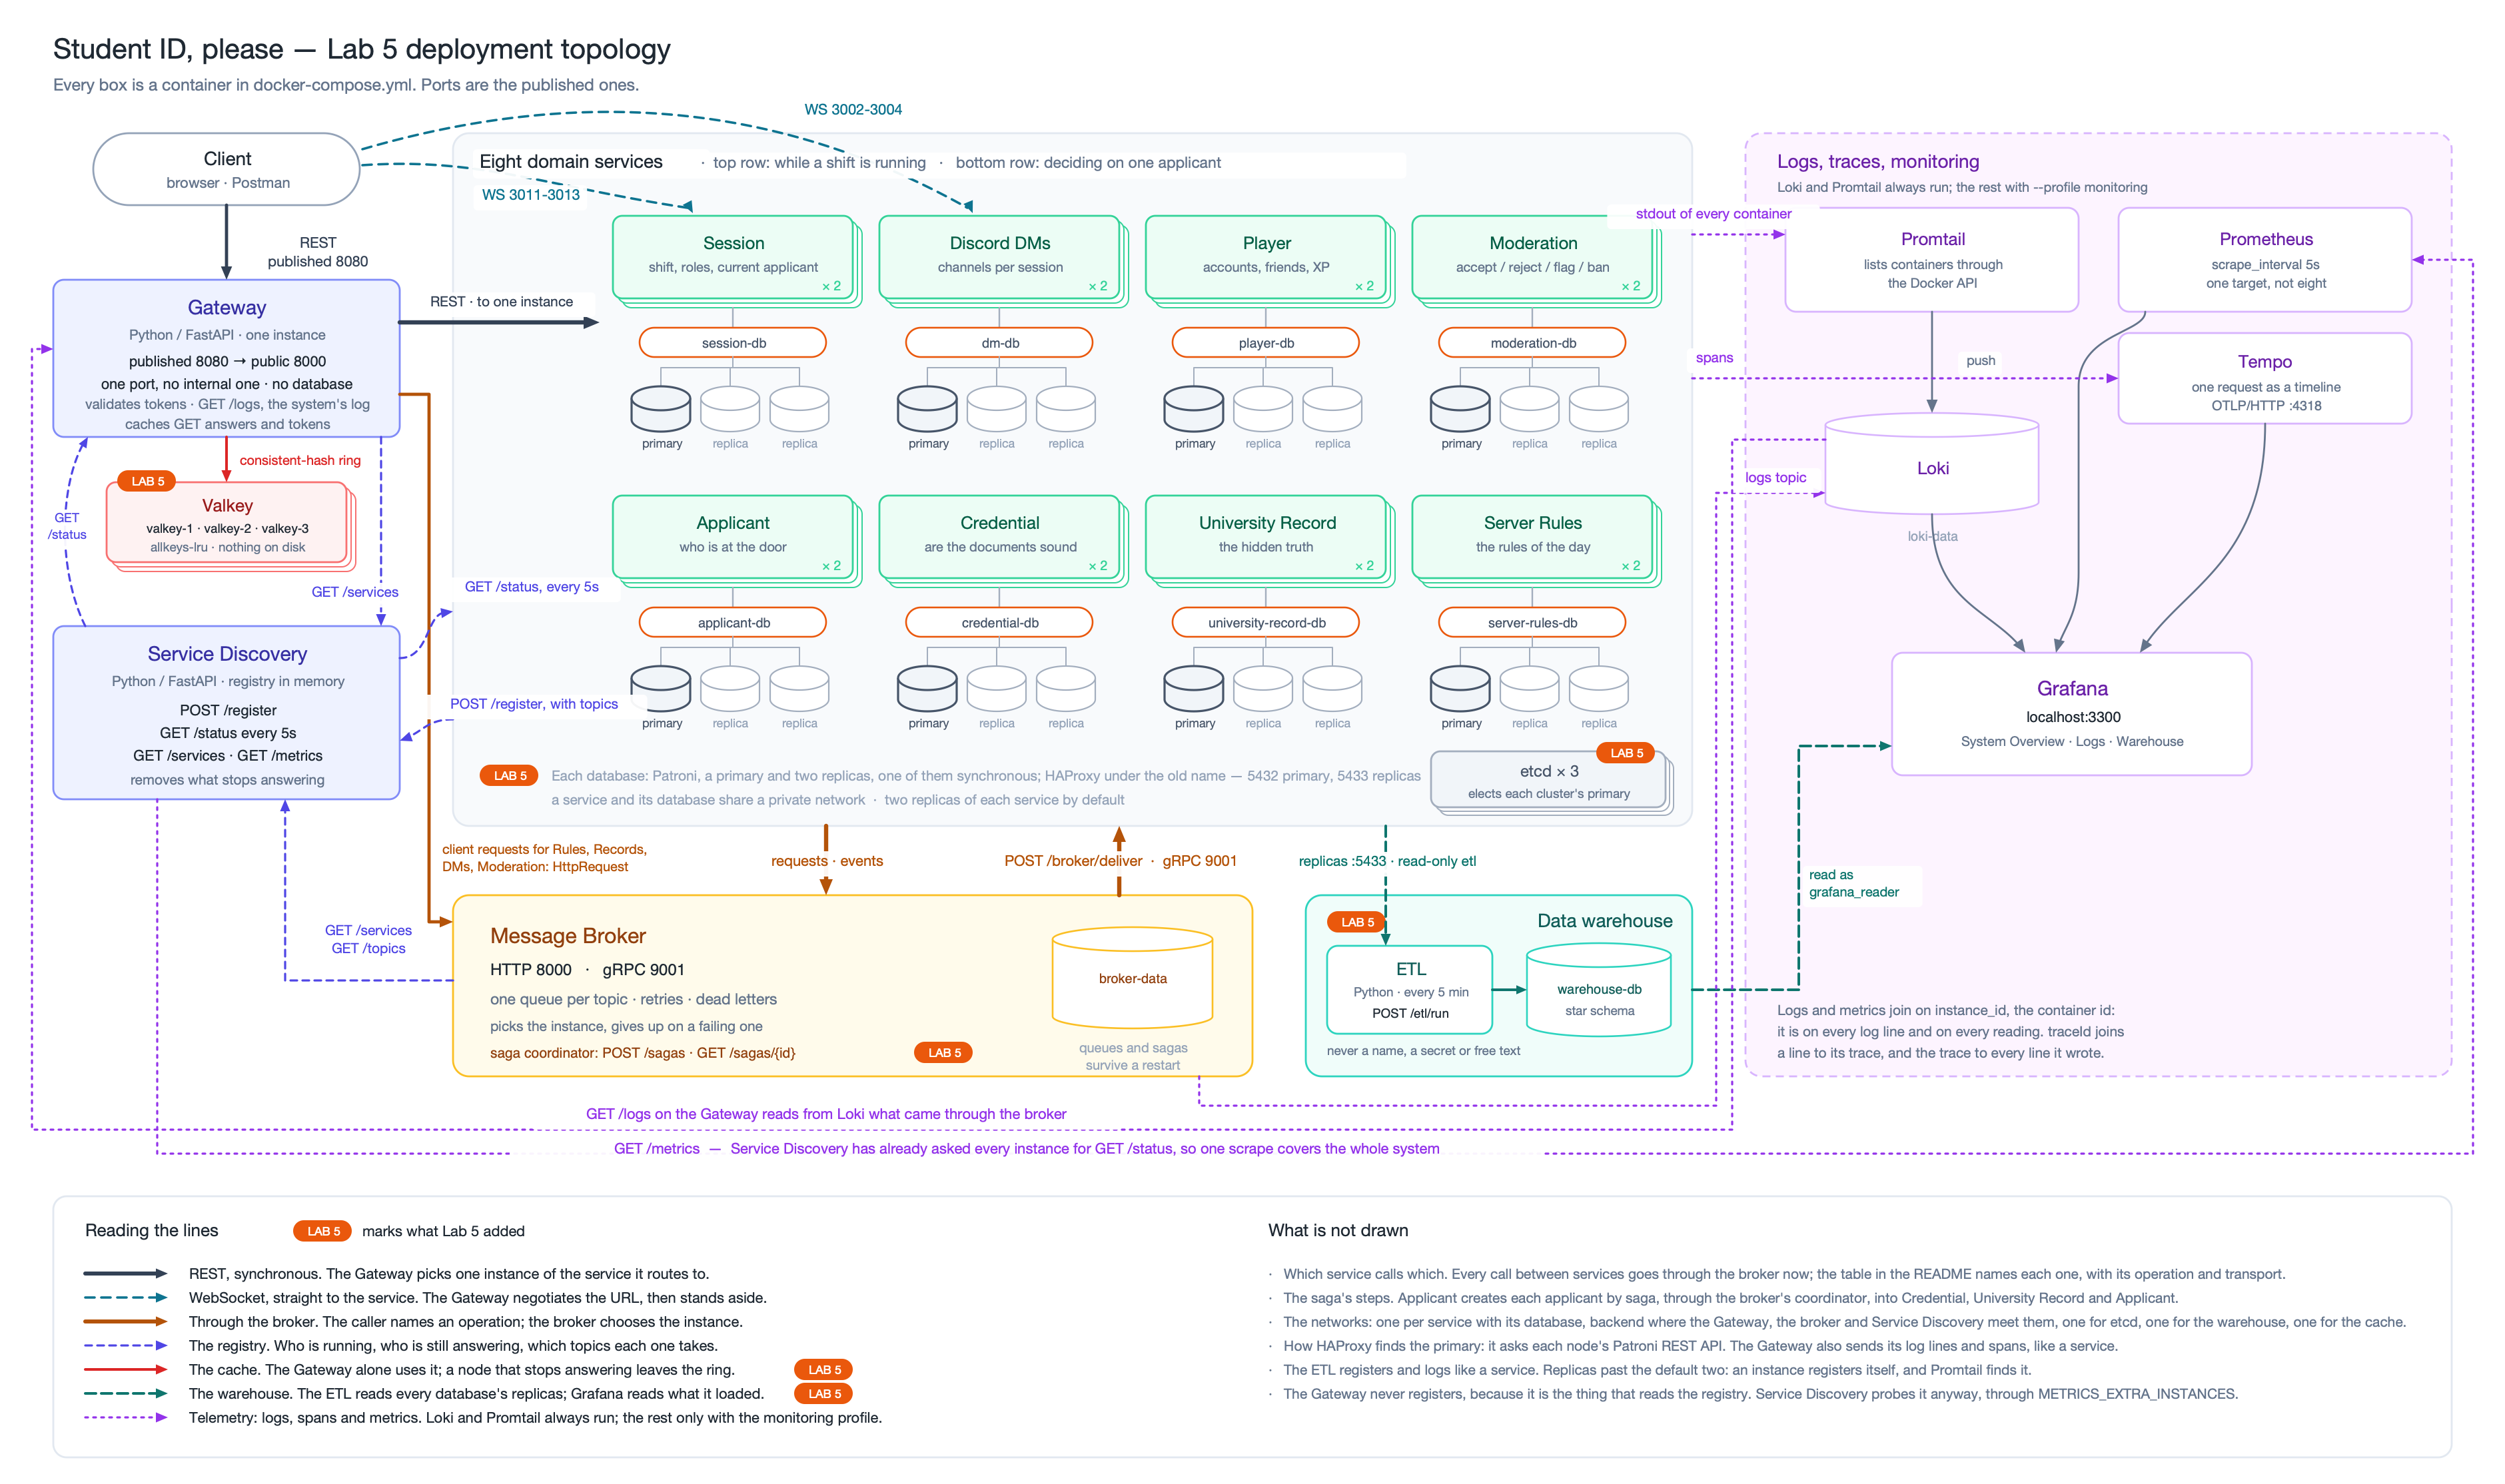 Student ID, please — Lab 5 deployment topology
Every box is a container in docker-compose.yml. Ports are the published ones.
WS 3002-3004
Client
browser · Postman
Eight domain services · top row: while a shift is running · bottom row: deciding on one applicant
WS 3011-3013
REST
published 8080
Gateway
Python / FastAPI · one instance
published 8080 → public 8000
one port, no internal one · no database
validates tokens · GET /logs, the system's log
caches GET answers and tokens
REST · to one instance
consistent-hash ring
LAB 5
Valkey
valkey-1 · valkey-2 · valkey-3
allkeys-lru · nothing on disk
GET
/status
GET /services
GET /status, every 5s
Service Discovery
Python / FastAPI · registry in memory
POST /register
GET /status every 5s
GET /services · GET /metrics
removes what stops answering
POST /register, with topics
Session
shift, roles, current applicant
× 2
session-db
primary
replica
replica
Discord DMs
channels per session
× 2
dm-db
primary
replica
replica
Player
accounts, friends, XP
× 2
player-db
primary
replica
replica
Moderation
accept / reject / flag / ban
× 2
moderation-db
primary
replica
replica
Applicant
who is at the door
× 2
applicant-db
primary
replica
replica
Credential
are the documents sound
× 2
credential-db
primary
replica
replica
University Record
the hidden truth
× 2
university-record-db
primary
replica
replica
Server Rules
the rules of the day
× 2
server-rules-db
primary
replica
replica
LAB 5
Each database: Patroni, a primary and two replicas, one of them synchronous; HAProxy under the old name — 5432 primary, 5433 replicas
a service and its database share a private network · two replicas of each service by default
LAB 5
etcd × 3
elects each cluster's primary
client requests for Rules, Records,
DMs, Moderation: HttpRequest
requests · events
POST /broker/deliver · gRPC 9001
replicas :5433 · read-only etl
GET /services
GET /topics
Message Broker
HTTP 8000 · gRPC 9001
one queue per topic · retries · dead letters
picks the instance, gives up on a failing one
saga coordinator: POST /sagas · GET /sagas/{id}
LAB 5
broker-data
queues and sagas
survive a restart
LAB 5
Data warehouse
ETL
Python · every 5 min
POST /etl/run
warehouse-db
star schema
never a name, a secret or free text
Logs, traces, monitoring
Loki and Promtail always run; the rest with --profile monitoring
stdout of every container
Promtail
lists containers through
the Docker API
Prometheus
scrape_interval 5s
one target, not eight
spans
push
Tempo
one request as a timeline
OTLP/HTTP :4318
Loki
logs topic
loki-data
Grafana
localhost:3300
System Overview · Logs · Warehouse
read as
grafana_reader
Logs and metrics join on instance_id, the container id:
it is on every log line and on every reading. traceId joins
a line to its trace, and the trace to every line it wrote.
GET /logs on the Gateway reads from Loki what came through the broker
GET /metrics — Service Discovery has already asked every instance for GET /status, so one scrape covers the whole system
Reading the lines
LAB 5
marks what Lab 5 added
REST, synchronous. The Gateway picks one instance of the service it routes to.
WebSocket, straight to the service. The Gateway negotiates the URL, then stands aside.
Through the broker. The caller names an operation; the broker chooses the instance.
The registry. Who is running, who is still answering, which topics each one takes.
The cache. The Gateway alone uses it; a node that stops answering leaves the ring.
LAB 5
The warehouse. The ETL reads every database's replicas; Grafana reads what it loaded.
LAB 5
Telemetry: logs, spans and metrics. Loki and Promtail always run; the rest only with the monitoring profile.
What is not drawn
· Which service calls which. Every call between services goes through the broker now; the table in the README names each one, with its operation and transport.
· The saga's steps. Applicant creates each applicant by saga, through the broker's coordinator, into Credential, University Record and Applicant.
· The networks: one per service with its database, backend where the Gateway, the broker and Service Discovery meet them, one for etcd, one for the warehouse, one for the cache.
· How HAProxy finds the primary: it asks each node's Patroni REST API. The Gateway also sends its log lines and spans, like a service.
· The ETL registers and logs like a service. Replicas past the default two: an instance registers itself, and Promtail finds it.
· The Gateway never registers, because it is the thing that reads the registry. Service Discovery probes it anyway, through METRICS_EXTRA_INSTANCES.